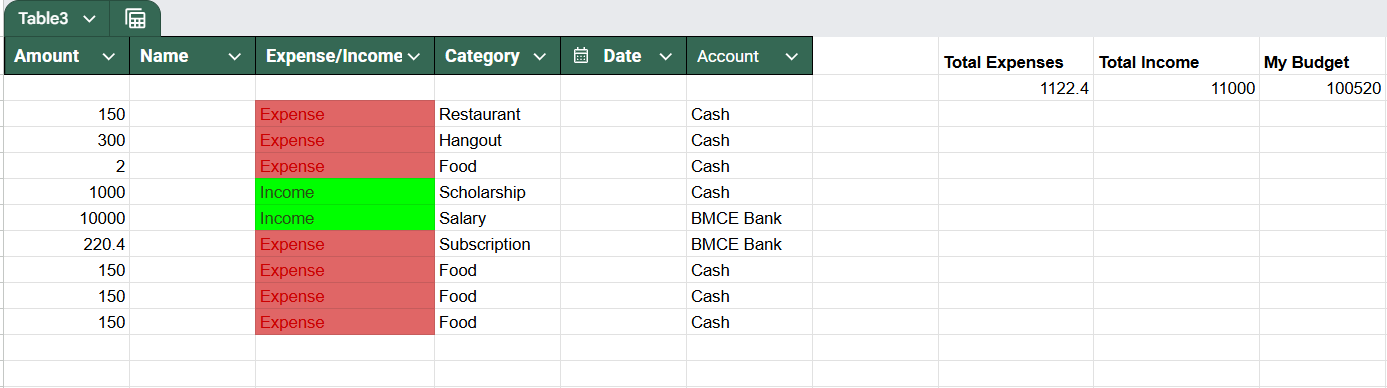 Table3
Amount Name Expense/Income Category Date Account Total Expenses Total Income My Budget
1122.4 11000 100520
150 Expense Restaurant Cash
300 Expense Hangout Cash
2 Expense Food Cash
1000 Income Scholarship Cash
10000 Income Salary BMCE Bank
220.4 Expense Subscription BMCE Bank
150 Expense Food Cash
150 Expense Food Cash
150 Expense Food Cash